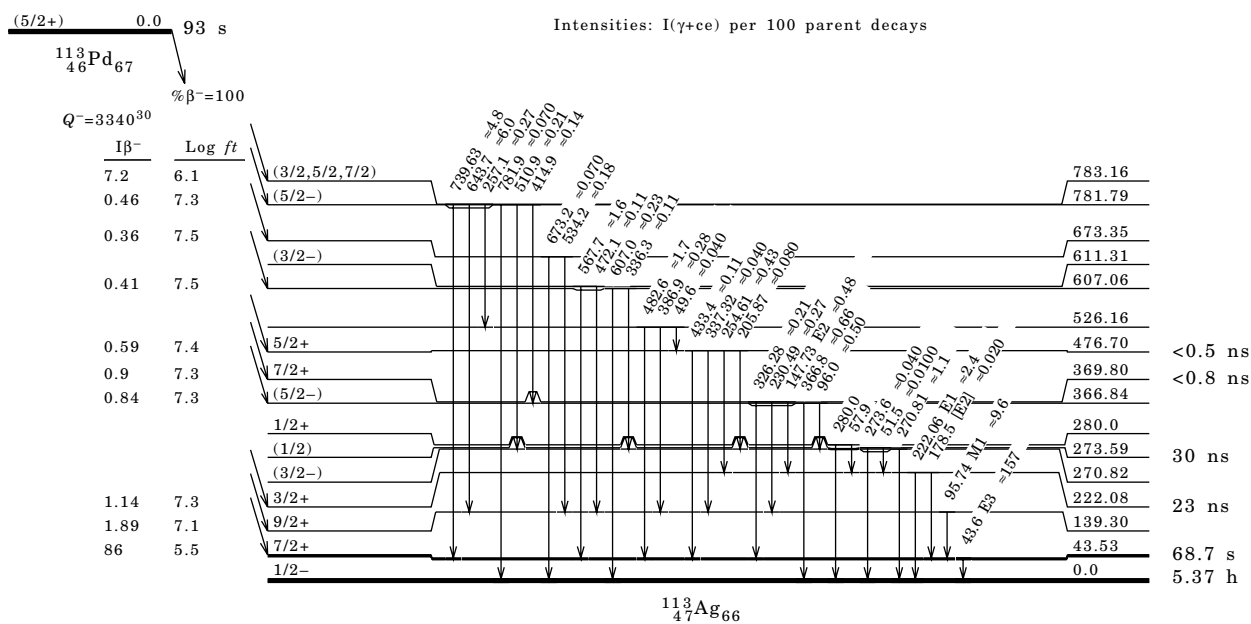 (5/2+) 0.0 93 s
Intensities: I(γ+ce) per 100 parent decays
¹¹³₄₆Pd₆₇
%β⁻=100
Q⁻=3340³⁰
Iβ⁻ Log ft
739.63 ≈4.8
643.7 ≈6.0
257.1 ≈0.27
781.9 ≈0.070
510.9 ≈0.21
414.9 ≈0.14
673.2 ≈0.070
534.2 ≈0.18
567.7 ≈1.6
472.1 ≈0.11
607.0 ≈0.23
336.3 ≈0.11
482.6 ≈1.7
386.9 ≈0.28
49.6 ≈0.040
433.4 ≈0.11
337.32 ≈0.040
254.61 ≈0.43
205.87 ≈0.080
326.28 ≈0.21
230.49 ≈0.27
147.73 E2 ≈0.48
366.8 ≈0.66
96.0 ≈0.50
280.0
57.9
273.6 ≈0.040
51.5 ≈0.0100
270.81 ≈1.1
222.06 E1 ≈2.4
178.5 [E2] ≈0.020
95.74 M1 ≈9.6
43.6 E3 ≈157
7.2 6.1 (3/2,5/2,7/2) 783.16
0.46 7.3 (5/2−) 781.79
0.36 7.5 673.35
(3/2−) 611.31
0.41 7.5 607.06
526.16
0.59 7.4 5/2+ 476.70 <0.5 ns
0.9 7.3 7/2+ 369.80 <0.8 ns
0.84 7.3 (5/2−) 366.84
1/2+ 280.0
(1/2) 273.59 30 ns
(3/2−) 270.82
1.14 7.3 3/2+ 222.08 23 ns
1.89 7.1 9/2+ 139.30
86 5.5 7/2+ 43.53 68.7 s
1/2− 0.0 5.37 h
¹¹³₄₇Ag₆₆